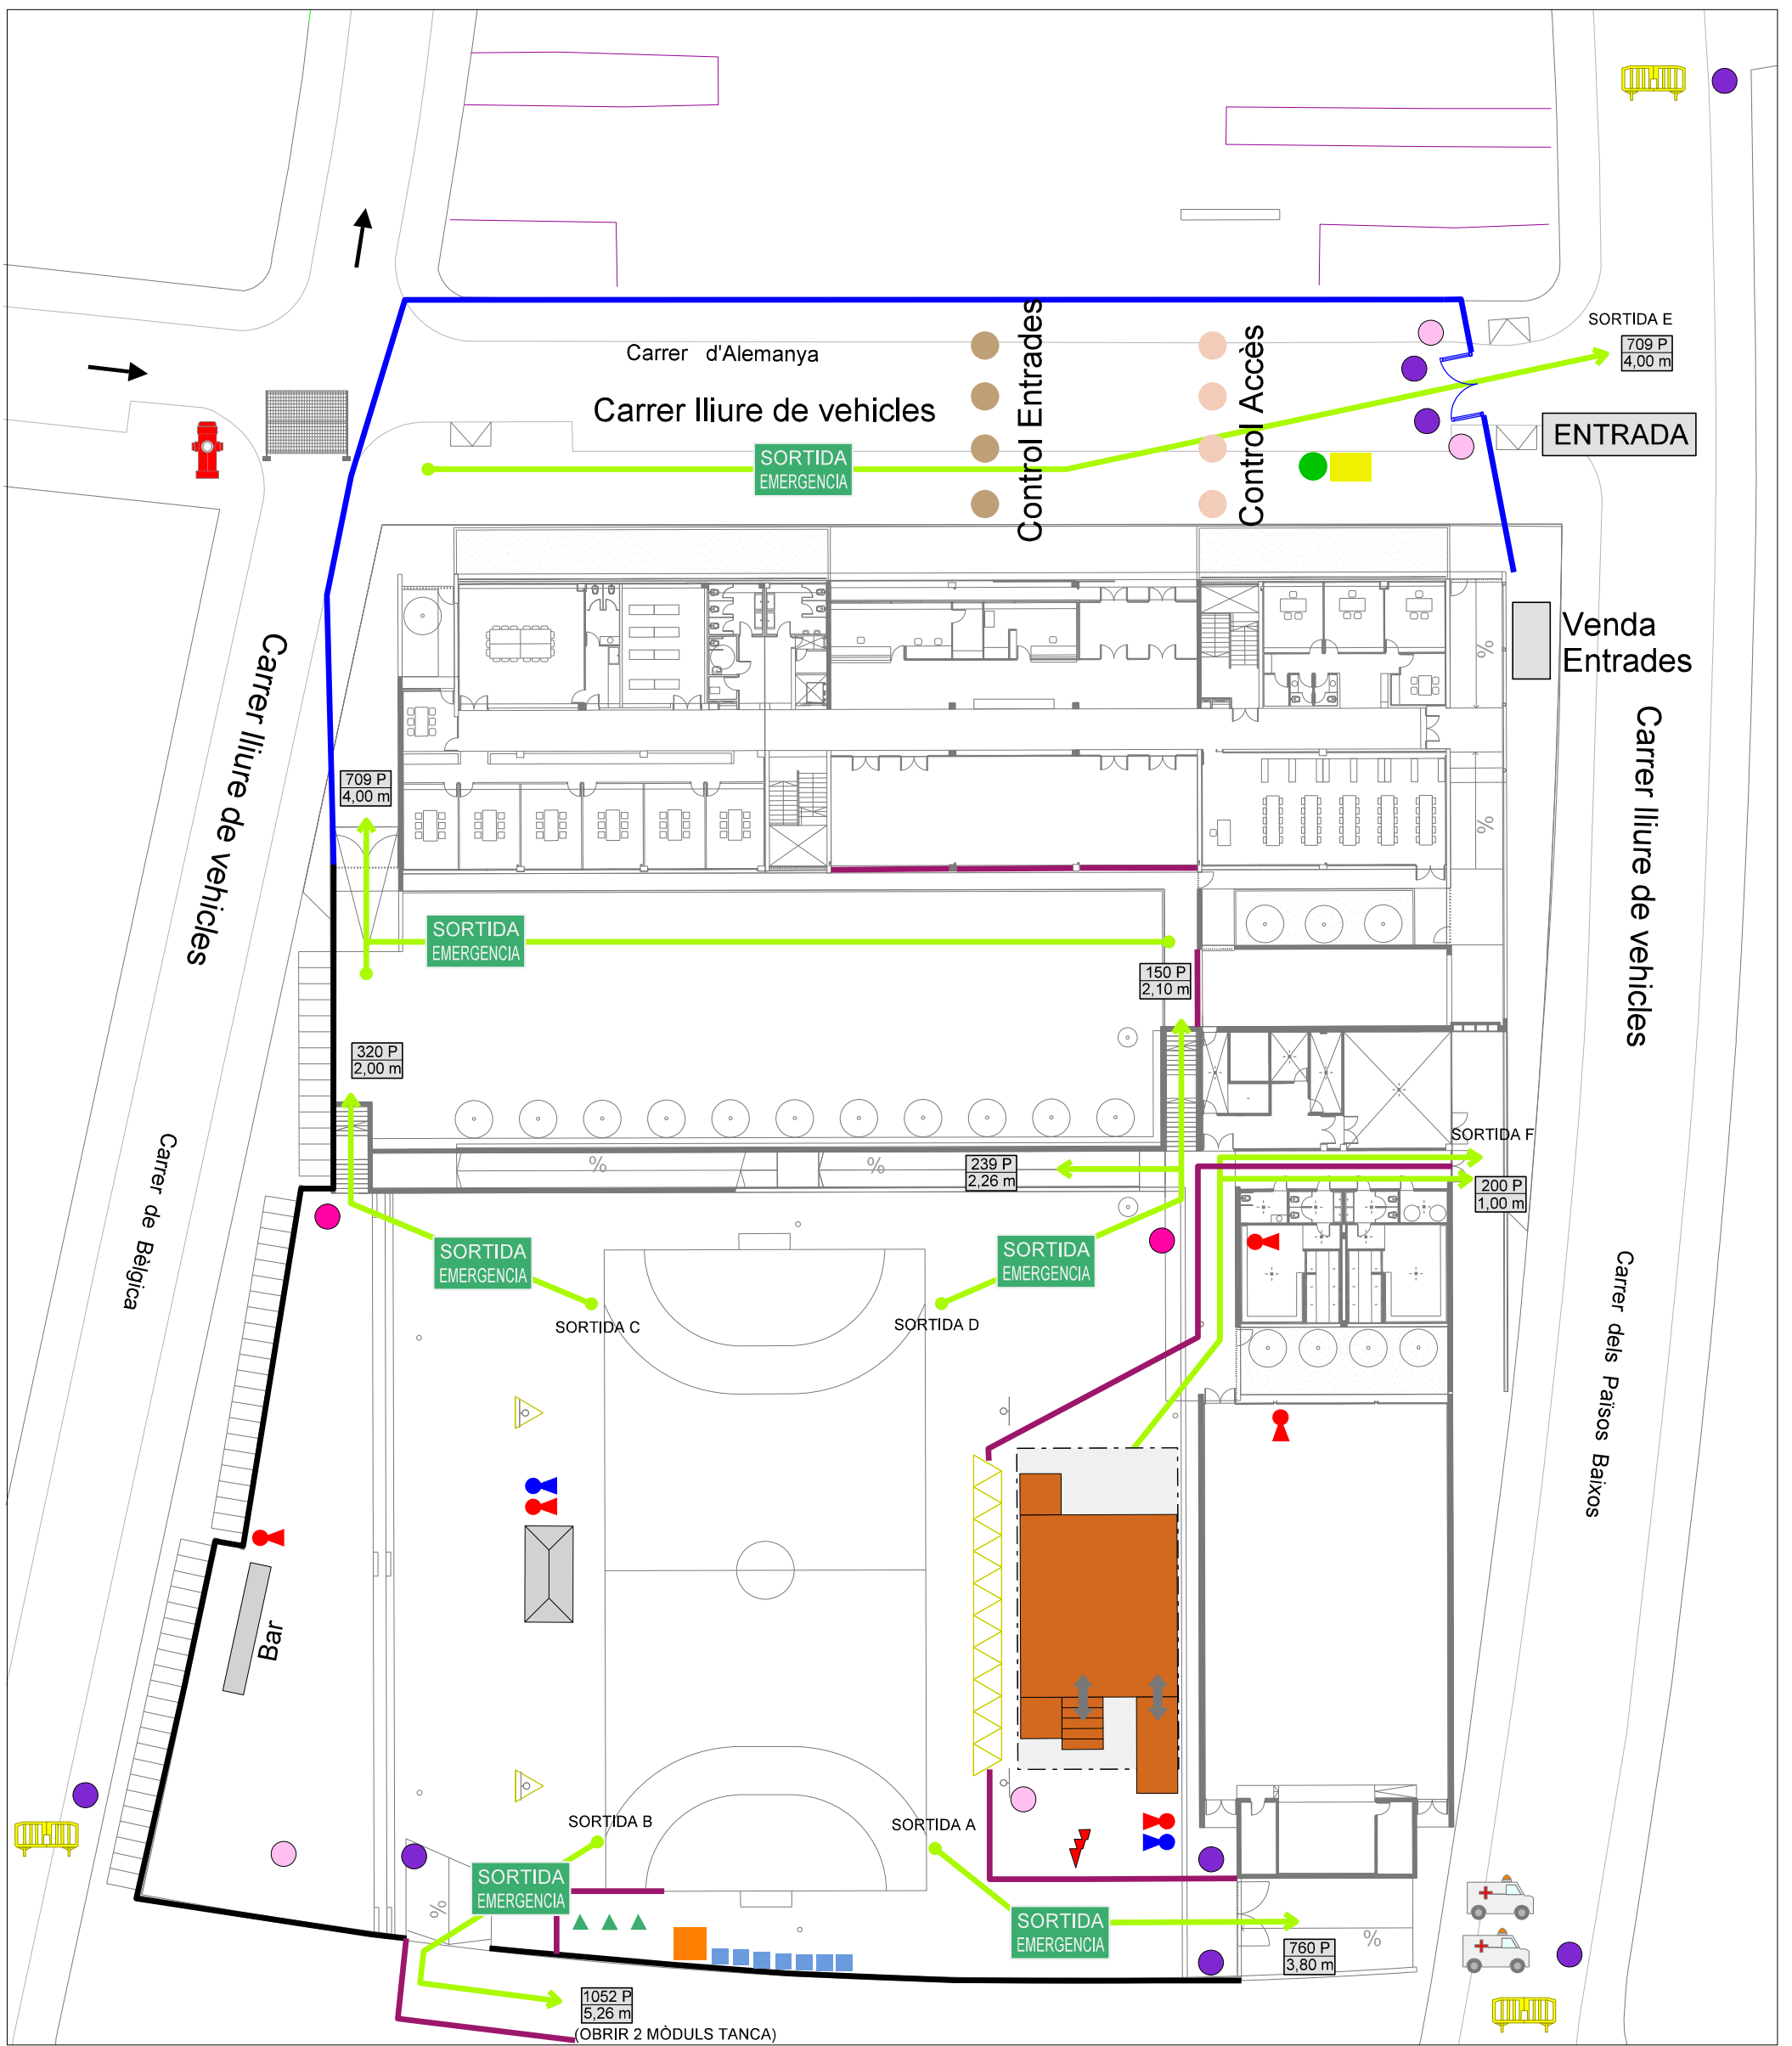 SORTIDA E
709 P
4,00 m
Carrer d'Alemanya
Carrer lliure de vehicles
Control Entrades
Control Accès
ENTRADA
SORTIDA
EMERGENCIA
Venda
Entrades
Carrer lliure de vehicles
Carrer lliure de vehicles
%
709 P
4,00 m
%
SORTIDA
EMERGENCIA
150 P
2,10 m
320 P
2,00 m
Carrer de Bèlgica
SORTIDA F
%
%
239 P
2,26 m
200 P
1,00 m
SORTIDA
EMERGENCIA
SORTIDA
EMERGENCIA
SORTIDA C
SORTIDA D
Carrer dels Països Baixos
Bar
SORTIDA B
SORTIDA A
SORTIDA
EMERGENCIA
%
SORTIDA
EMERGENCIA
%
760 P
3,80 m
1052 P
5,26 m
(OBRIR 2 MÒDULS TANCA)